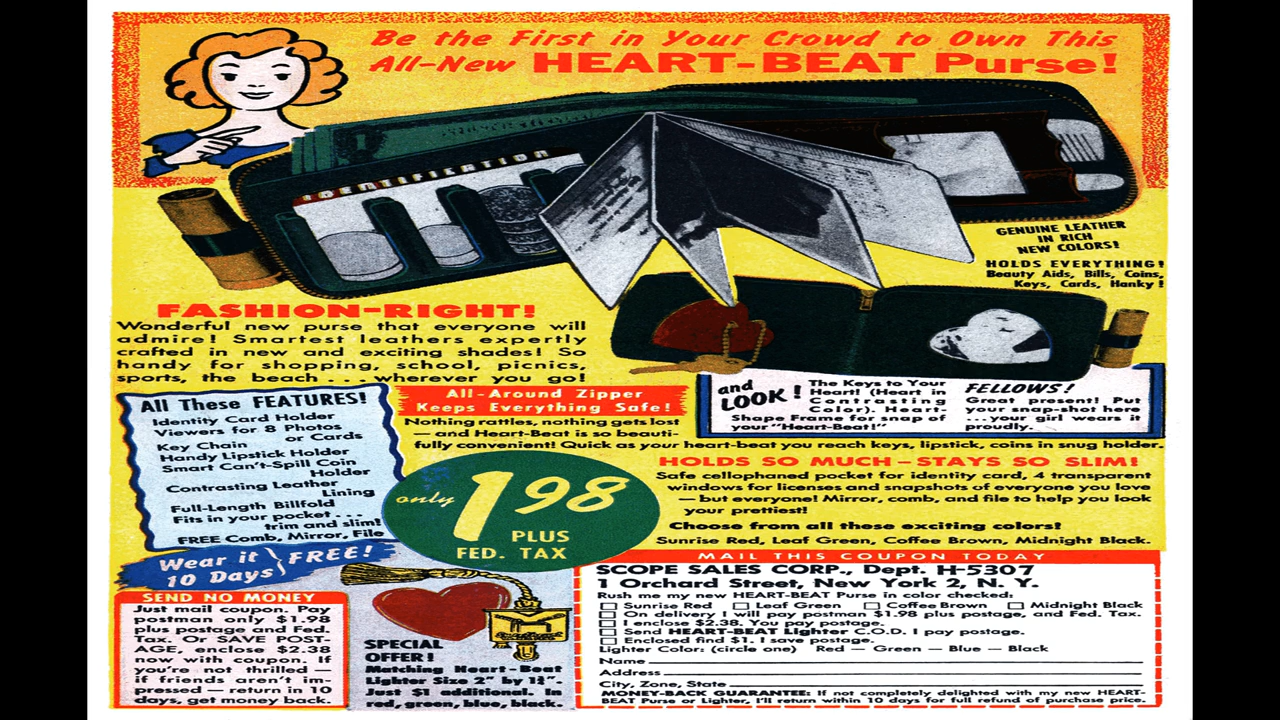 Be the First in Your Crowd to Own This
All-New HEART-BEAT Purse!
IDENTIFICATION
GENUINE LEATHER
IN RICH
NEW COLORS!
HOLDS EVERYTHING!
Beauty Aids, Bills, Coins,
Keys, Cards, Hanky!
FASHION-RIGHT!
Wonderful new purse that everyone will
admire! Smartest leathers expertly
crafted in new and exciting shades! So
handy for shopping, school, picnics,
sports, the beach . . . wherever you go!
and
LOOK!
The Keys to Your
Heart! (Heart in
Contrasting
Color). Heart-
Shape Frame for snap of
your "Heart-Beat!"
FELLOWS!
Great present! Put
your snap-shot here
. . . your girl wears it
proudly.
All These FEATURES!
Identity Card Holder
Viewers for 8 Photos
or Cards
Key Chain
Handy Lipstick Holder
Smart Can't-Spill Coin
Holder
Contrasting Leather
Lining
Full-Length Billfold
Fits in your pocket . . .
trim and slim!
FREE Comb, Mirror, File
All-Around Zipper
Keeps Everything Safe!
Nothing rattles, nothing gets lost
— and Heart-Beat is so beauti-
fully convenient! Quick as your heart-beat you reach keys, lipstick, coins in snug holder.
only 1 98
PLUS
FED. TAX
HOLDS SO MUCH—STAYS SO SLIM!
Safe cellophaned pocket for identity card, 4 transparent
windows for licenses and snapshots of everyone you love
— but everyone! Mirror, comb, and file to help you look
your prettiest!
Choose from all these exciting colors!
Sunrise Red, Leaf Green, Coffee Brown, Midnight Black.
Wear it FREE!
10 Days
SEND NO MONEY
Just mail coupon. Pay
postman only $1.98
plus postage and Fed.
Tax. Or SAVE POST-
AGE, enclose $2.38
now with coupon. If
you're not thrilled —
if friends aren't im-
pressed — return in 10
days, get money back.
SPECIAL
OFFER!
Matching Heart-Beat
Lighter Size 2" by 1¾".
Just $1 additional. In
red, green, blue, black.
MAIL THIS COUPON TODAY
SCOPE SALES CORP., Dept. H-5307
1 Orchard Street, New York 2, N. Y.
Rush me my new HEART-BEAT Purse in color checked:
Sunrise Red Leaf Green Coffee Brown Midnight Black
On delivery I will pay postman $1.98 plus postage, and Fed. Tax.
I enclose $2.38. You pay postage.
Send HEART-BEAT Lighter C.O.D. I pay postage.
Enclosed find $1. I save postage.
Lighter Color: (circle one) Red — Green — Blue — Black
Name
Address
City, Zone, State
MONEY-BACK GUARANTEE: If not completely delighted with my new HEART-
BEAT Purse or Lighter, I'll return within 10 days for full refund of purchase price.